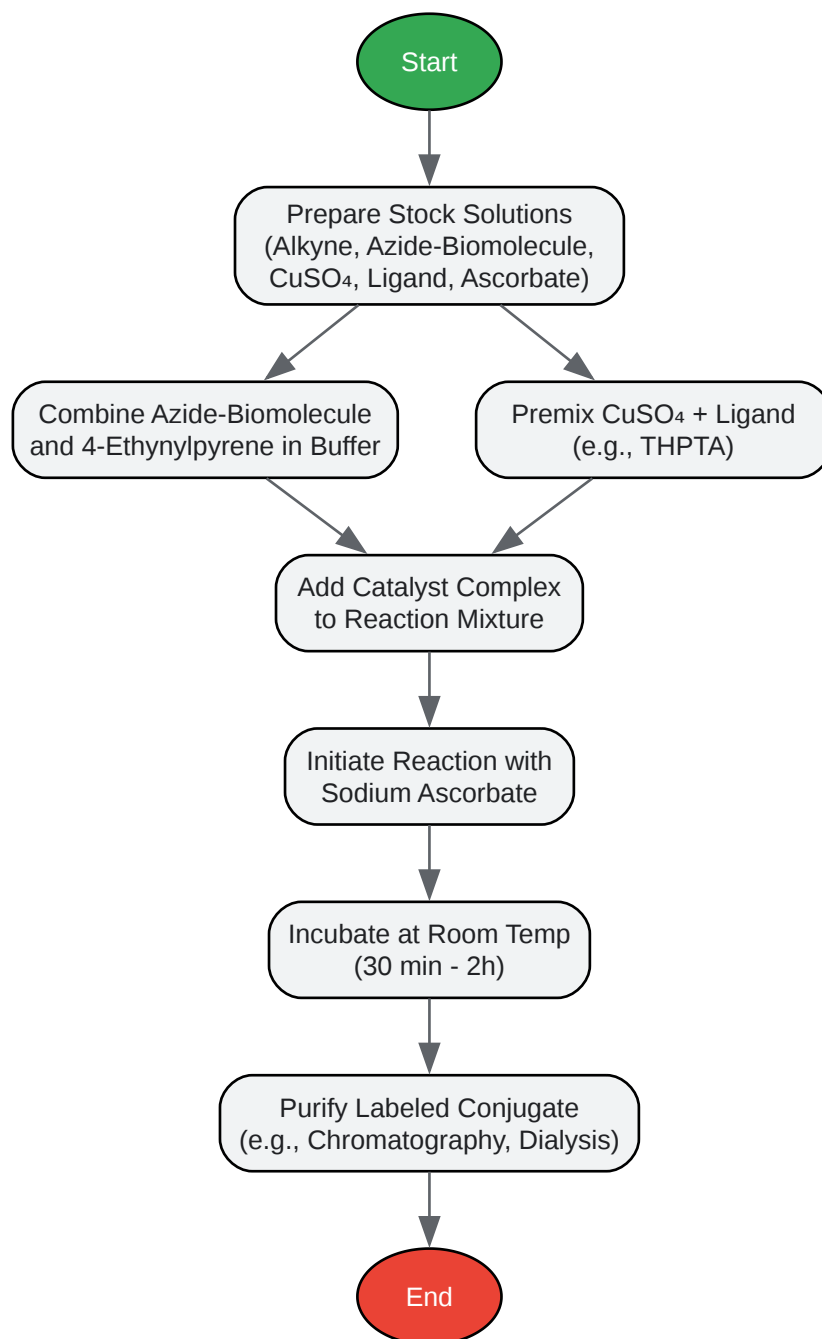 Start
Prepare Stock Solutions
(Alkyne, Azide-Biomolecule,
CuSO₄, Ligand, Ascorbate)
Combine Azide-Biomolecule
and 4-Ethynylpyrene in Buffer
Premix CuSO₄ + Ligand
(e.g., THPTA)
Add Catalyst Complex
to Reaction Mixture
Initiate Reaction with
Sodium Ascorbate
Incubate at Room Temp
(30 min - 2h)
Purify Labeled Conjugate
(e.g., Chromatography, Dialysis)
End